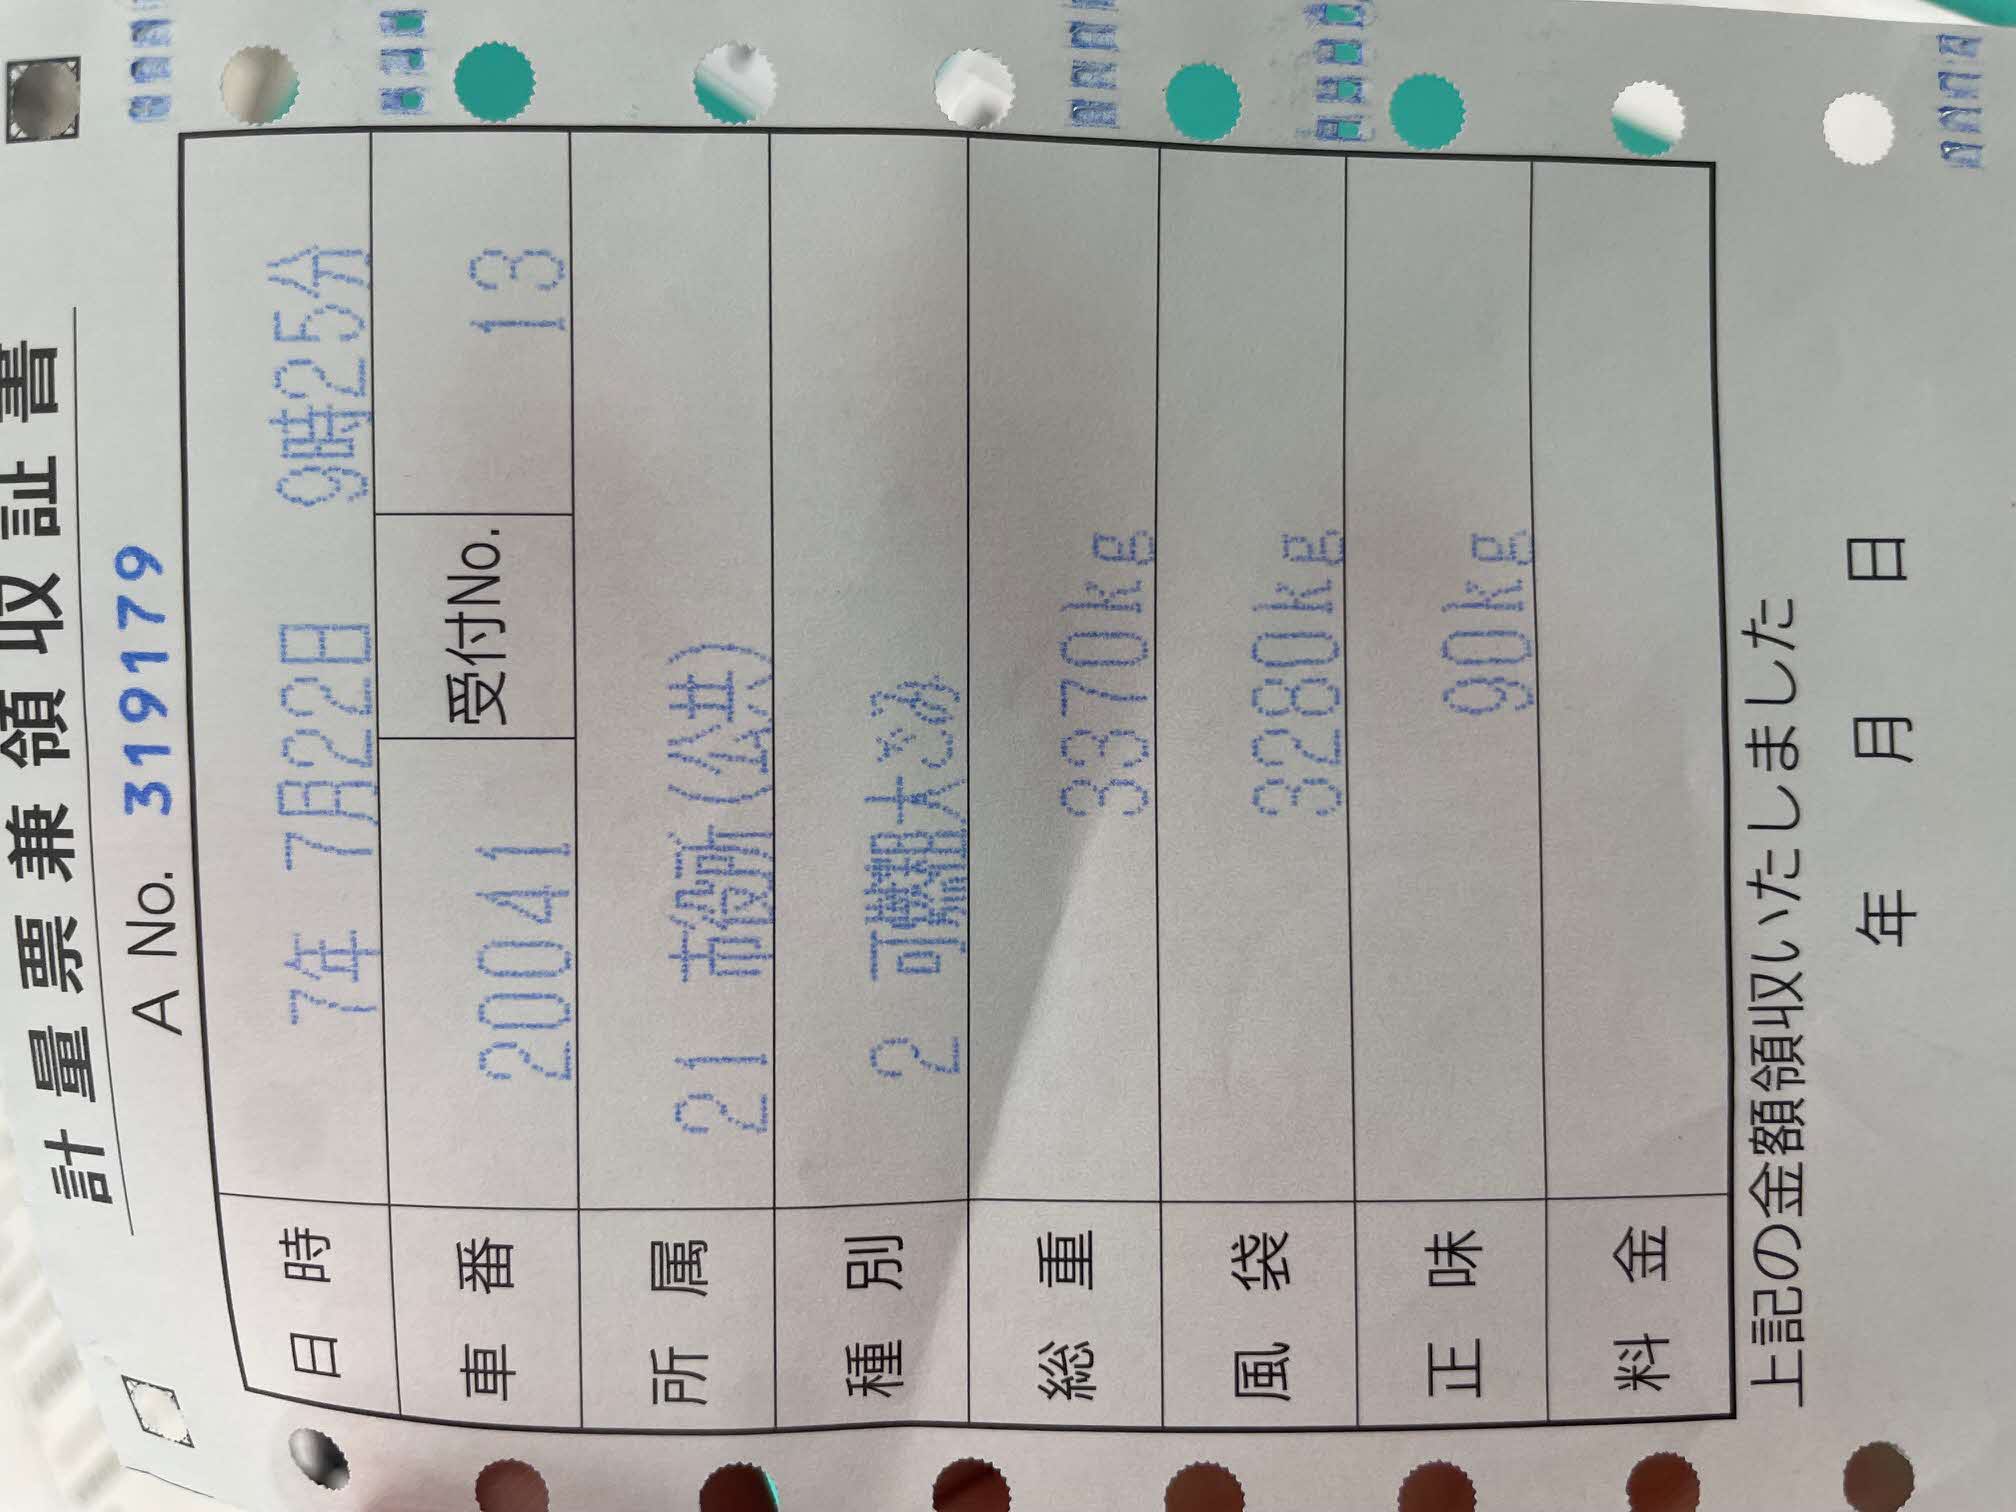 計量票兼領収証書
A No. 319179
日時 7年 7月22日 9時25分
車番 20041 受付No. 13
所属 21 市役所(公共)
種別 2 可燃粗大ごみ
総重 3370kg
風袋 3280kg
正味 90kg
料金
上記の金額領収いたしました
年 月 日